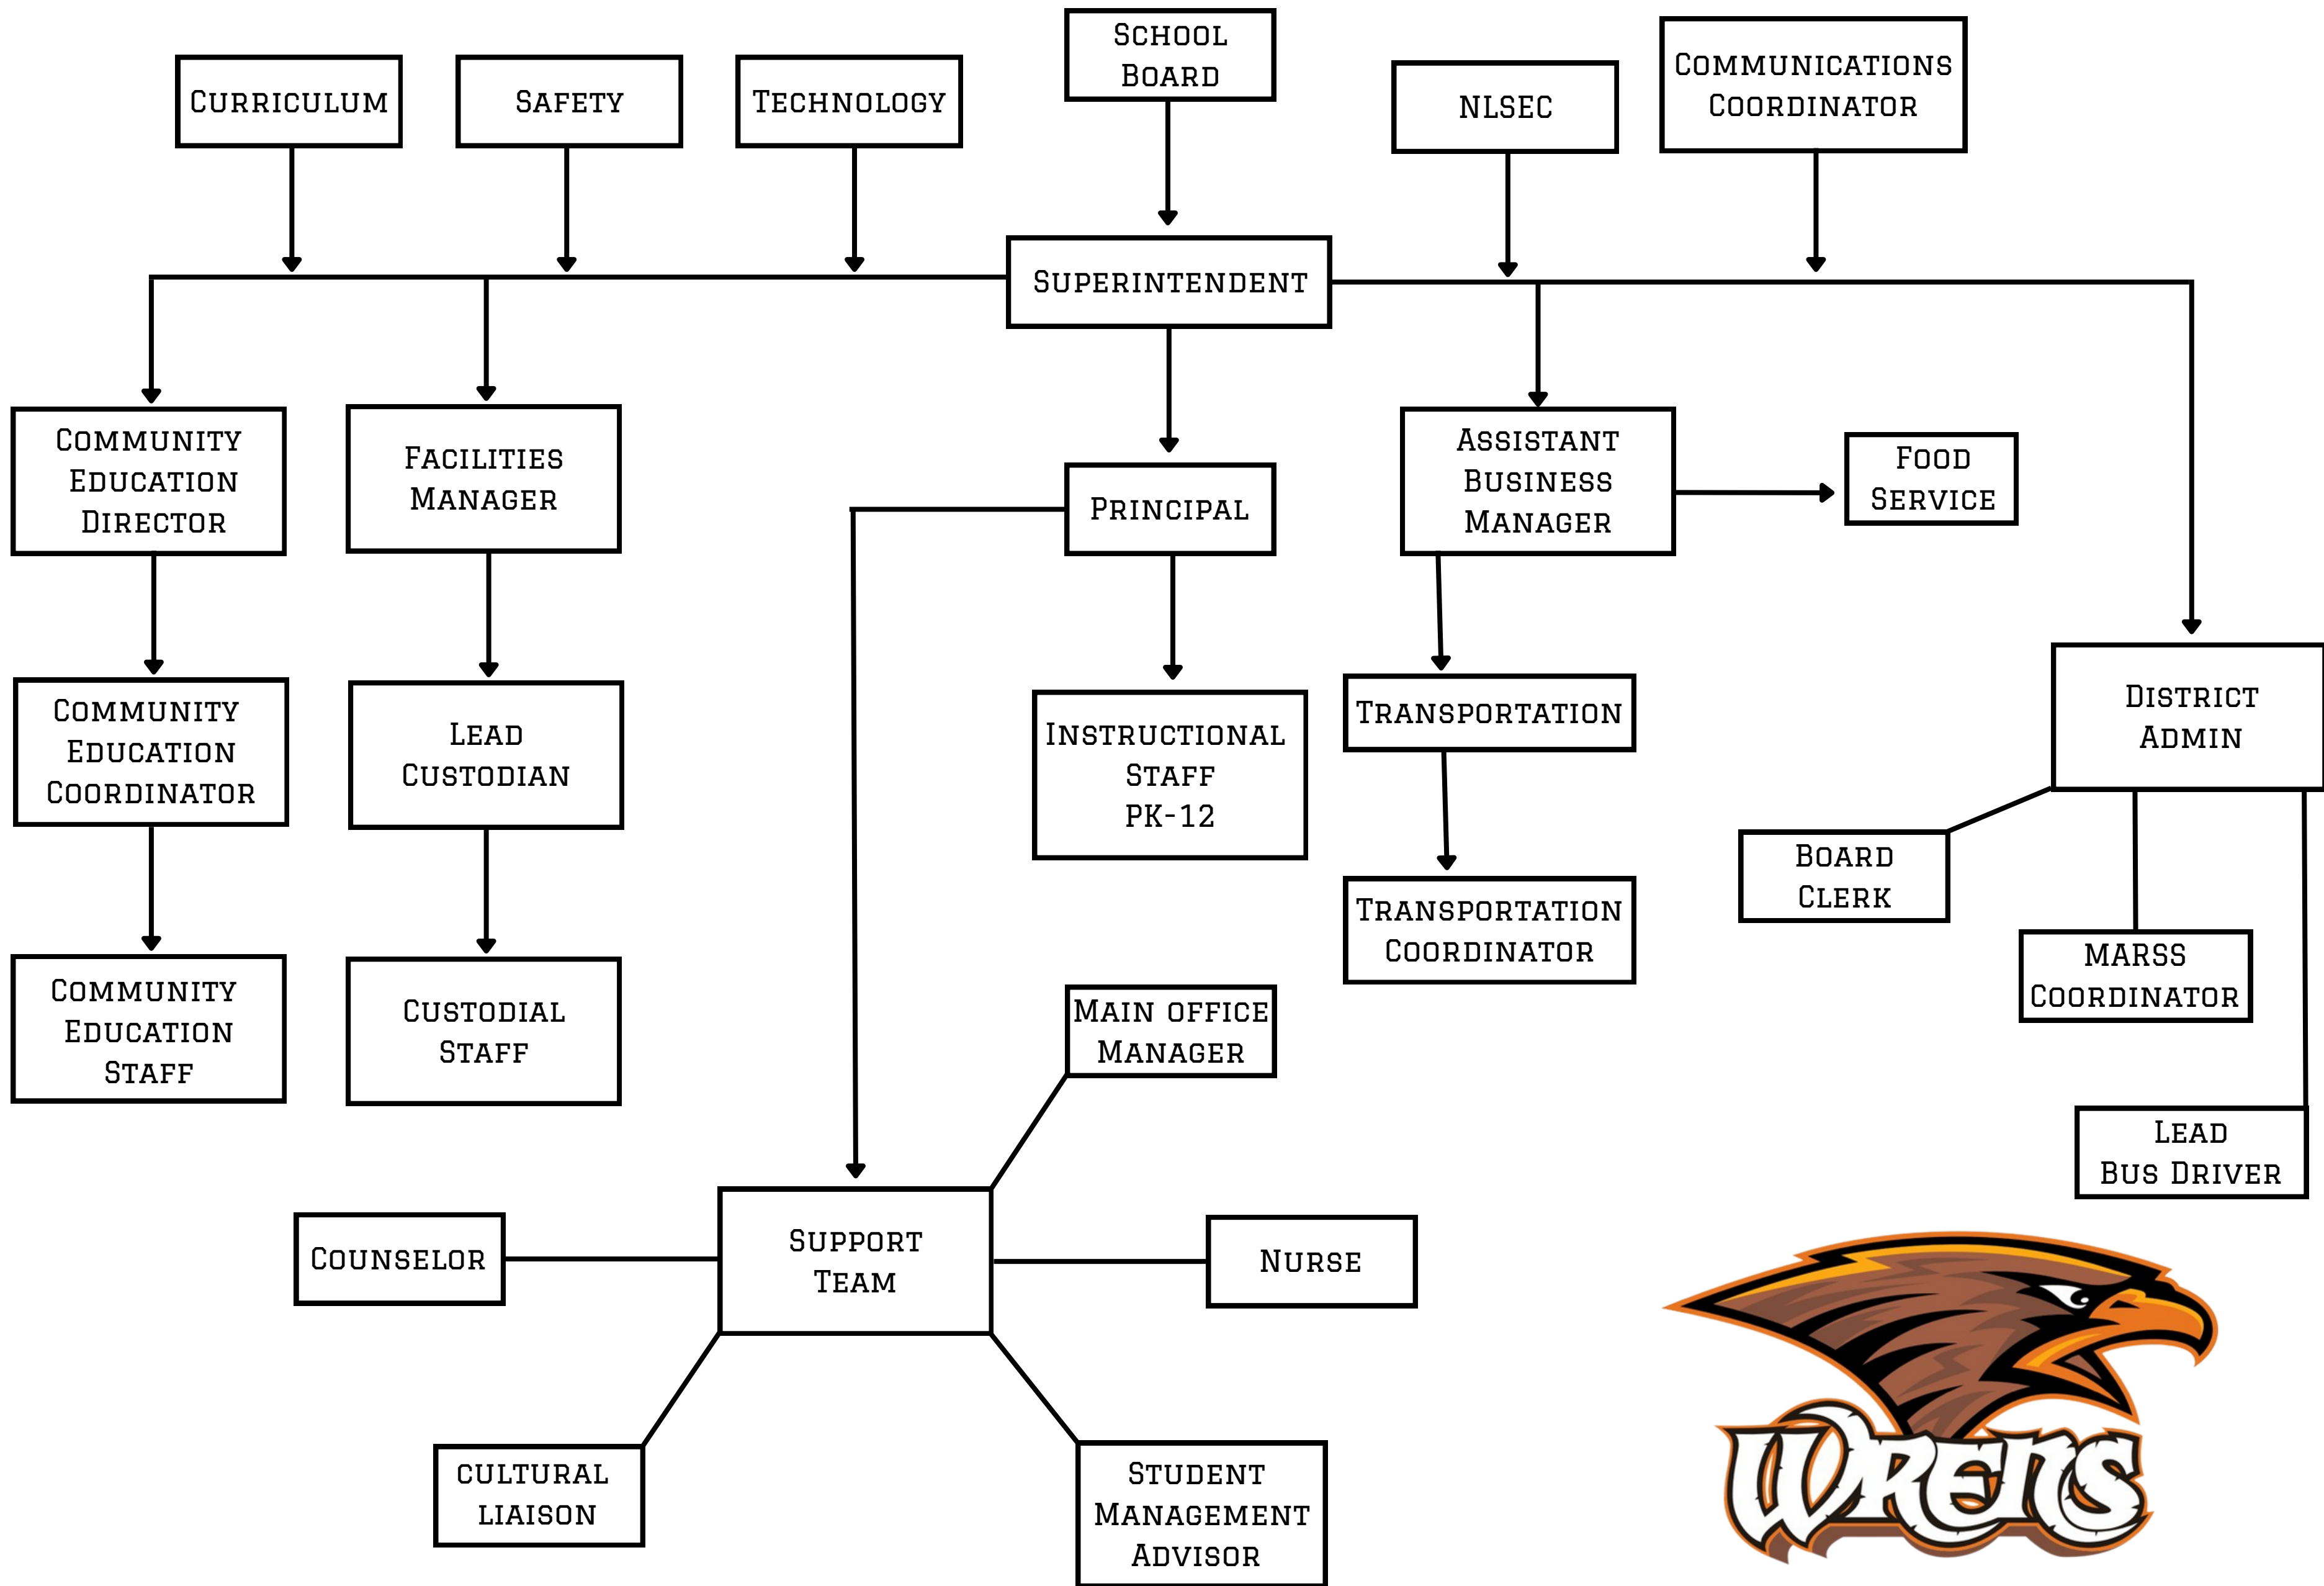 School
Board
Curriculum
Safety
Technology
NLSEC
Communications
Coordinator
Superintendent
Community
Education
Director
Facilities
Manager
Principal
Assistant
Business
Manager
Food
Service
Community
Education
Coordinator
Lead
Custodian
Instructional
Staff
PK-12
Transportation
District
Admin
Board
Clerk
Transportation
Coordinator
MARSS
Coordinator
Community
Education
Staff
Custodial
Staff
Main office
Manager
Lead
Bus Driver
Counselor
Support
Team
Nurse
cultural
liaison
Student
Management
Advisor
WRENS